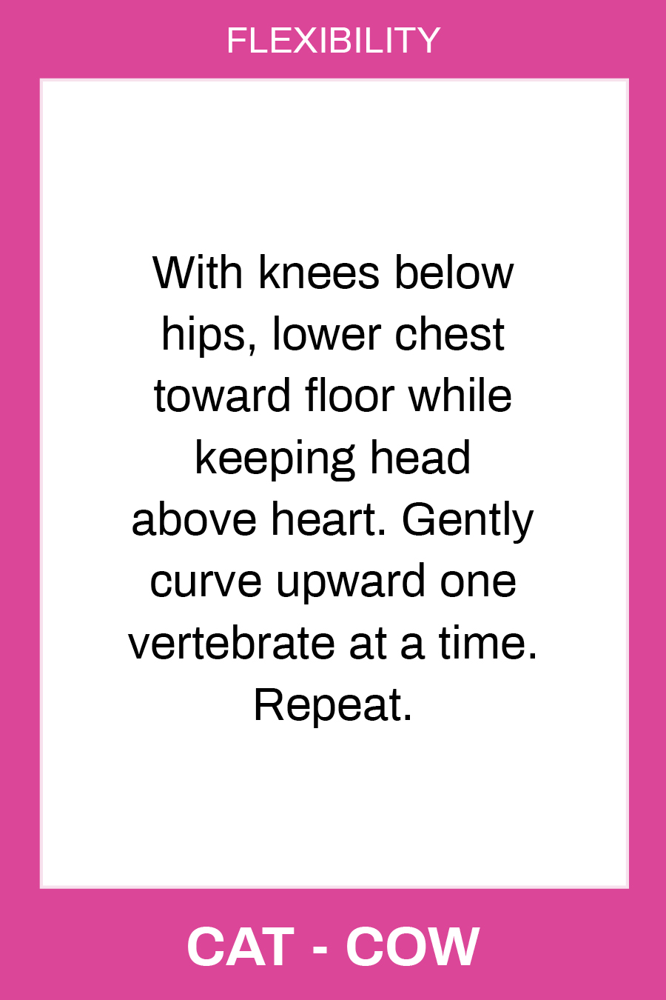 FLEXIBILITY
With knees below
hips, lower chest
toward floor while
keeping head
above heart. Gently
curve upward one
vertebrate at a time.
Repeat.
CAT - COW